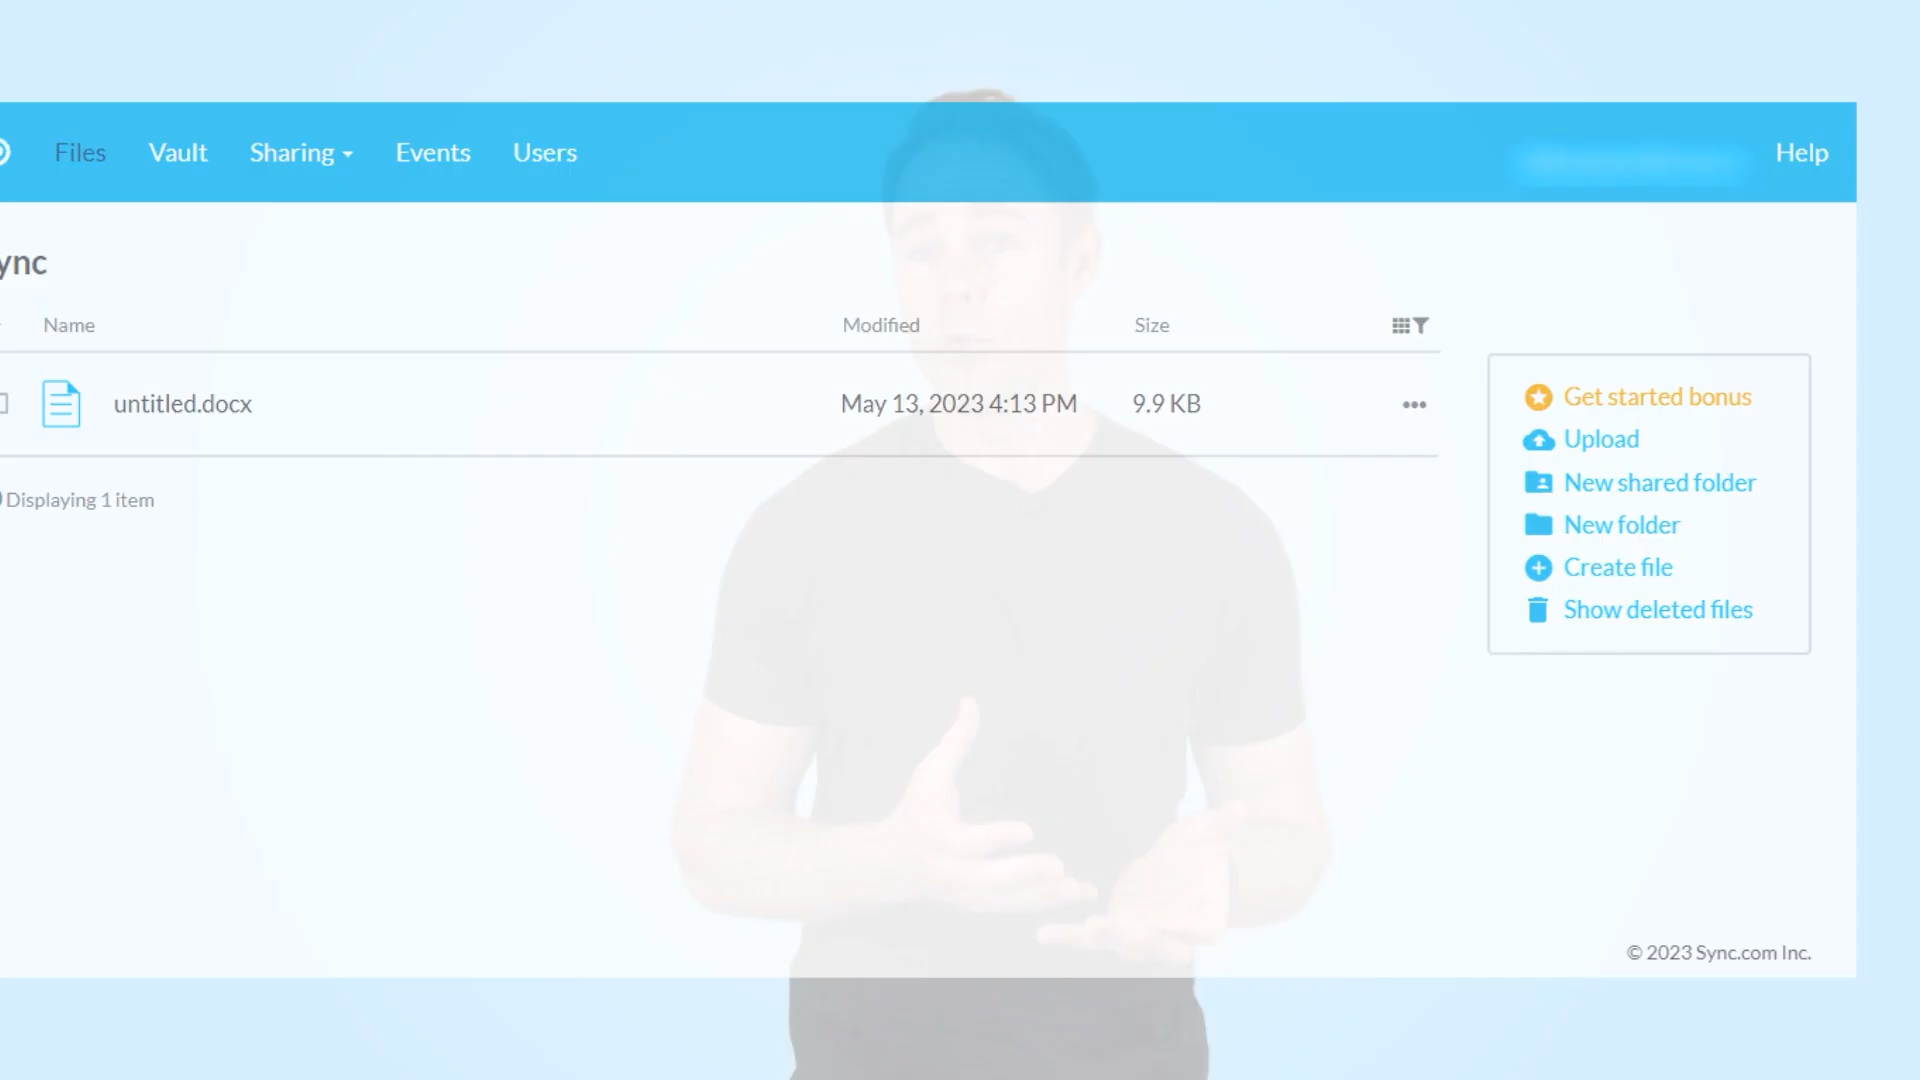 Files Vault Sharing Events Users Help
ync
Name Modified Size
untitled.docx May 13, 2023 4:13 PM 9.9 KB
Displaying 1 item
Get started bonus
Upload
New shared folder
New folder
Create file
Show deleted files
© 2023 Sync.com Inc.